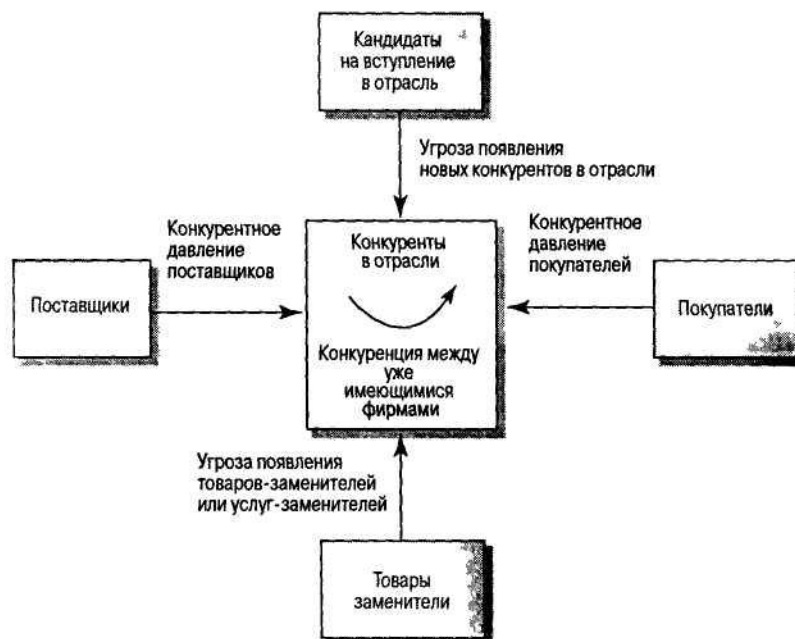 Кандидаты
на вступление
в отрасль
Угроза появления
новых конкурентов в отрасли
Конкурентное
давление
поставщиков
Поставщики
Конкуренты
в отрасли
Конкуренция между
уже
имеющимися
фирмами
Конкурентное
давление
покупателей
Покупатели
Угроза появления
товаров-заменителей
или услуг-заменителей
Товары
заменители